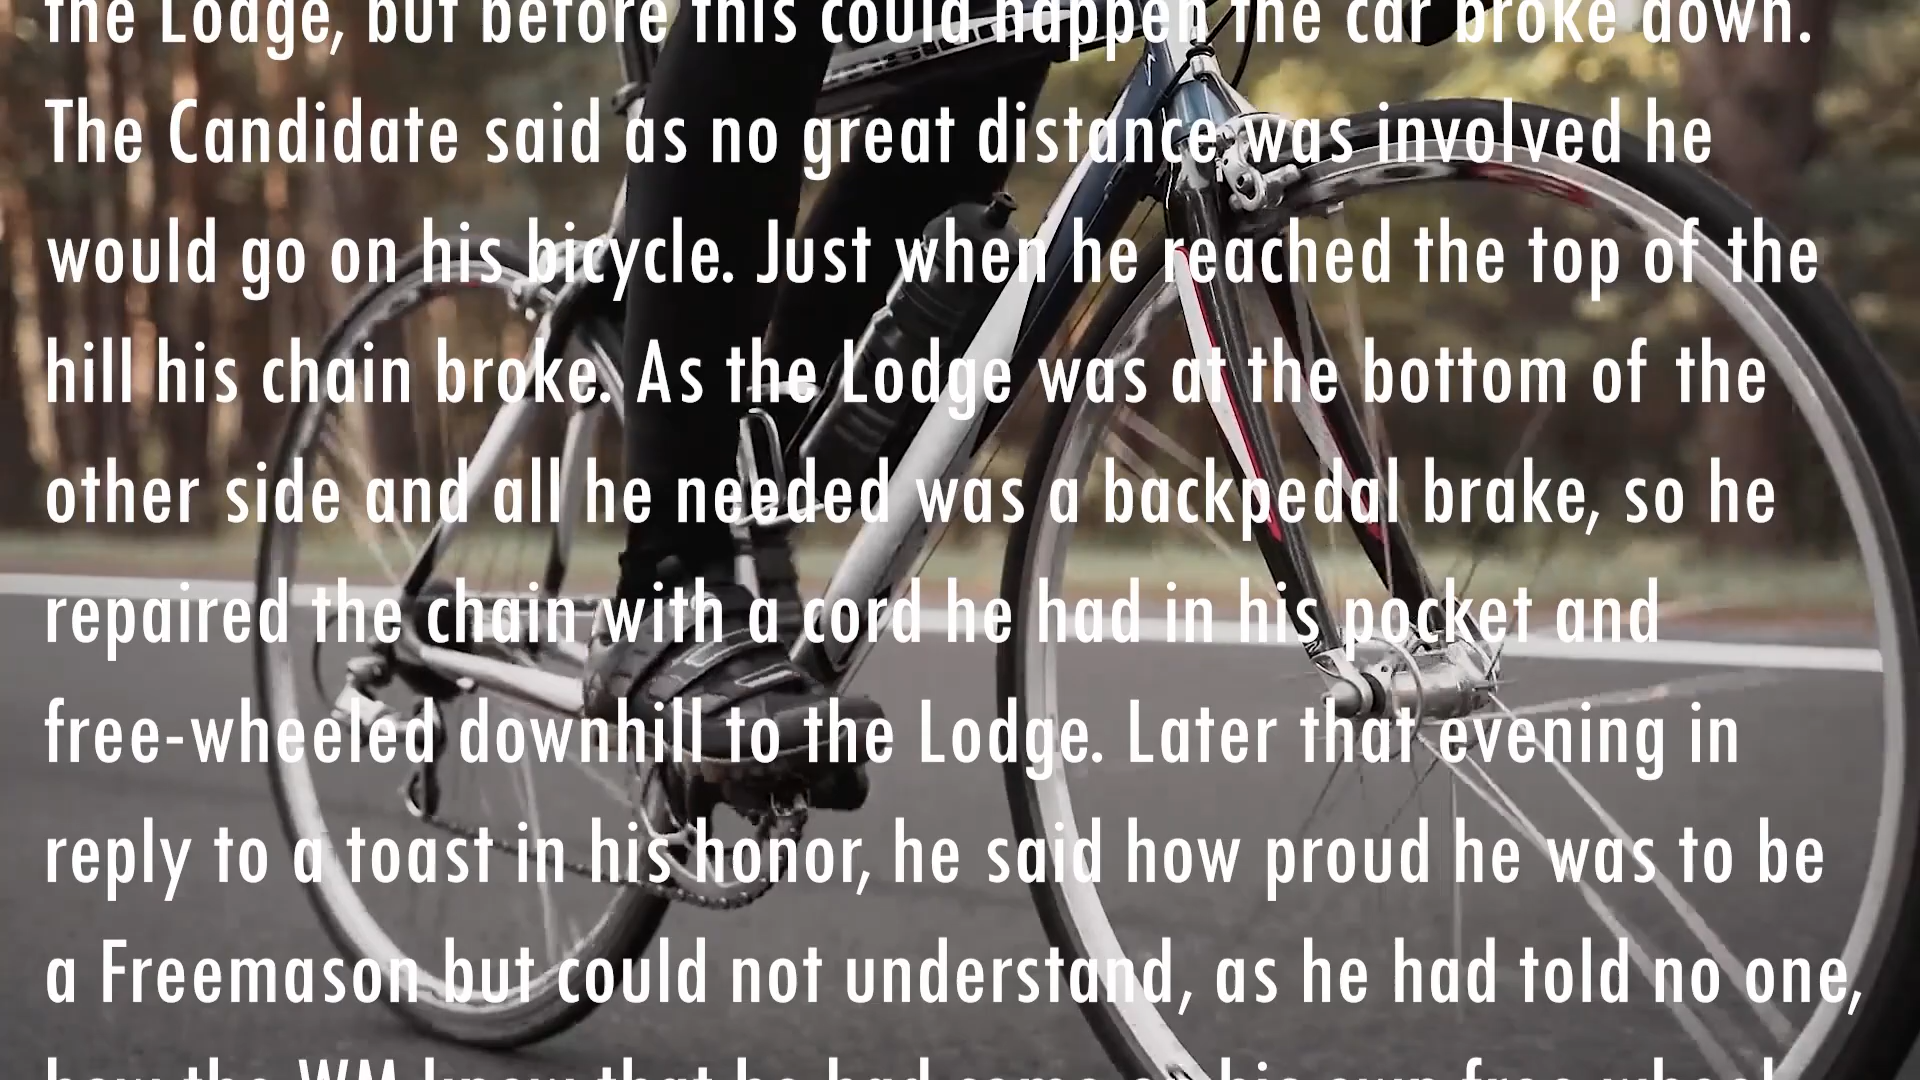 the Lodge, but before this could happen the car broke down.
The Candidate said as no great distance was involved he
would go on his bicycle. Just when he reached the top of the
hill his chain broke. As the Lodge was at the bottom of the
other side and all he needed was a backpedal brake, so he
repaired the chain with a cord he had in his pocket and
free-wheeled downhill to the Lodge. Later that evening in
reply to a toast in his honor, he said how proud he was to be
a Freemason but could not understand, as he had told no one,
how the WM knew that he had come on his own free wheel